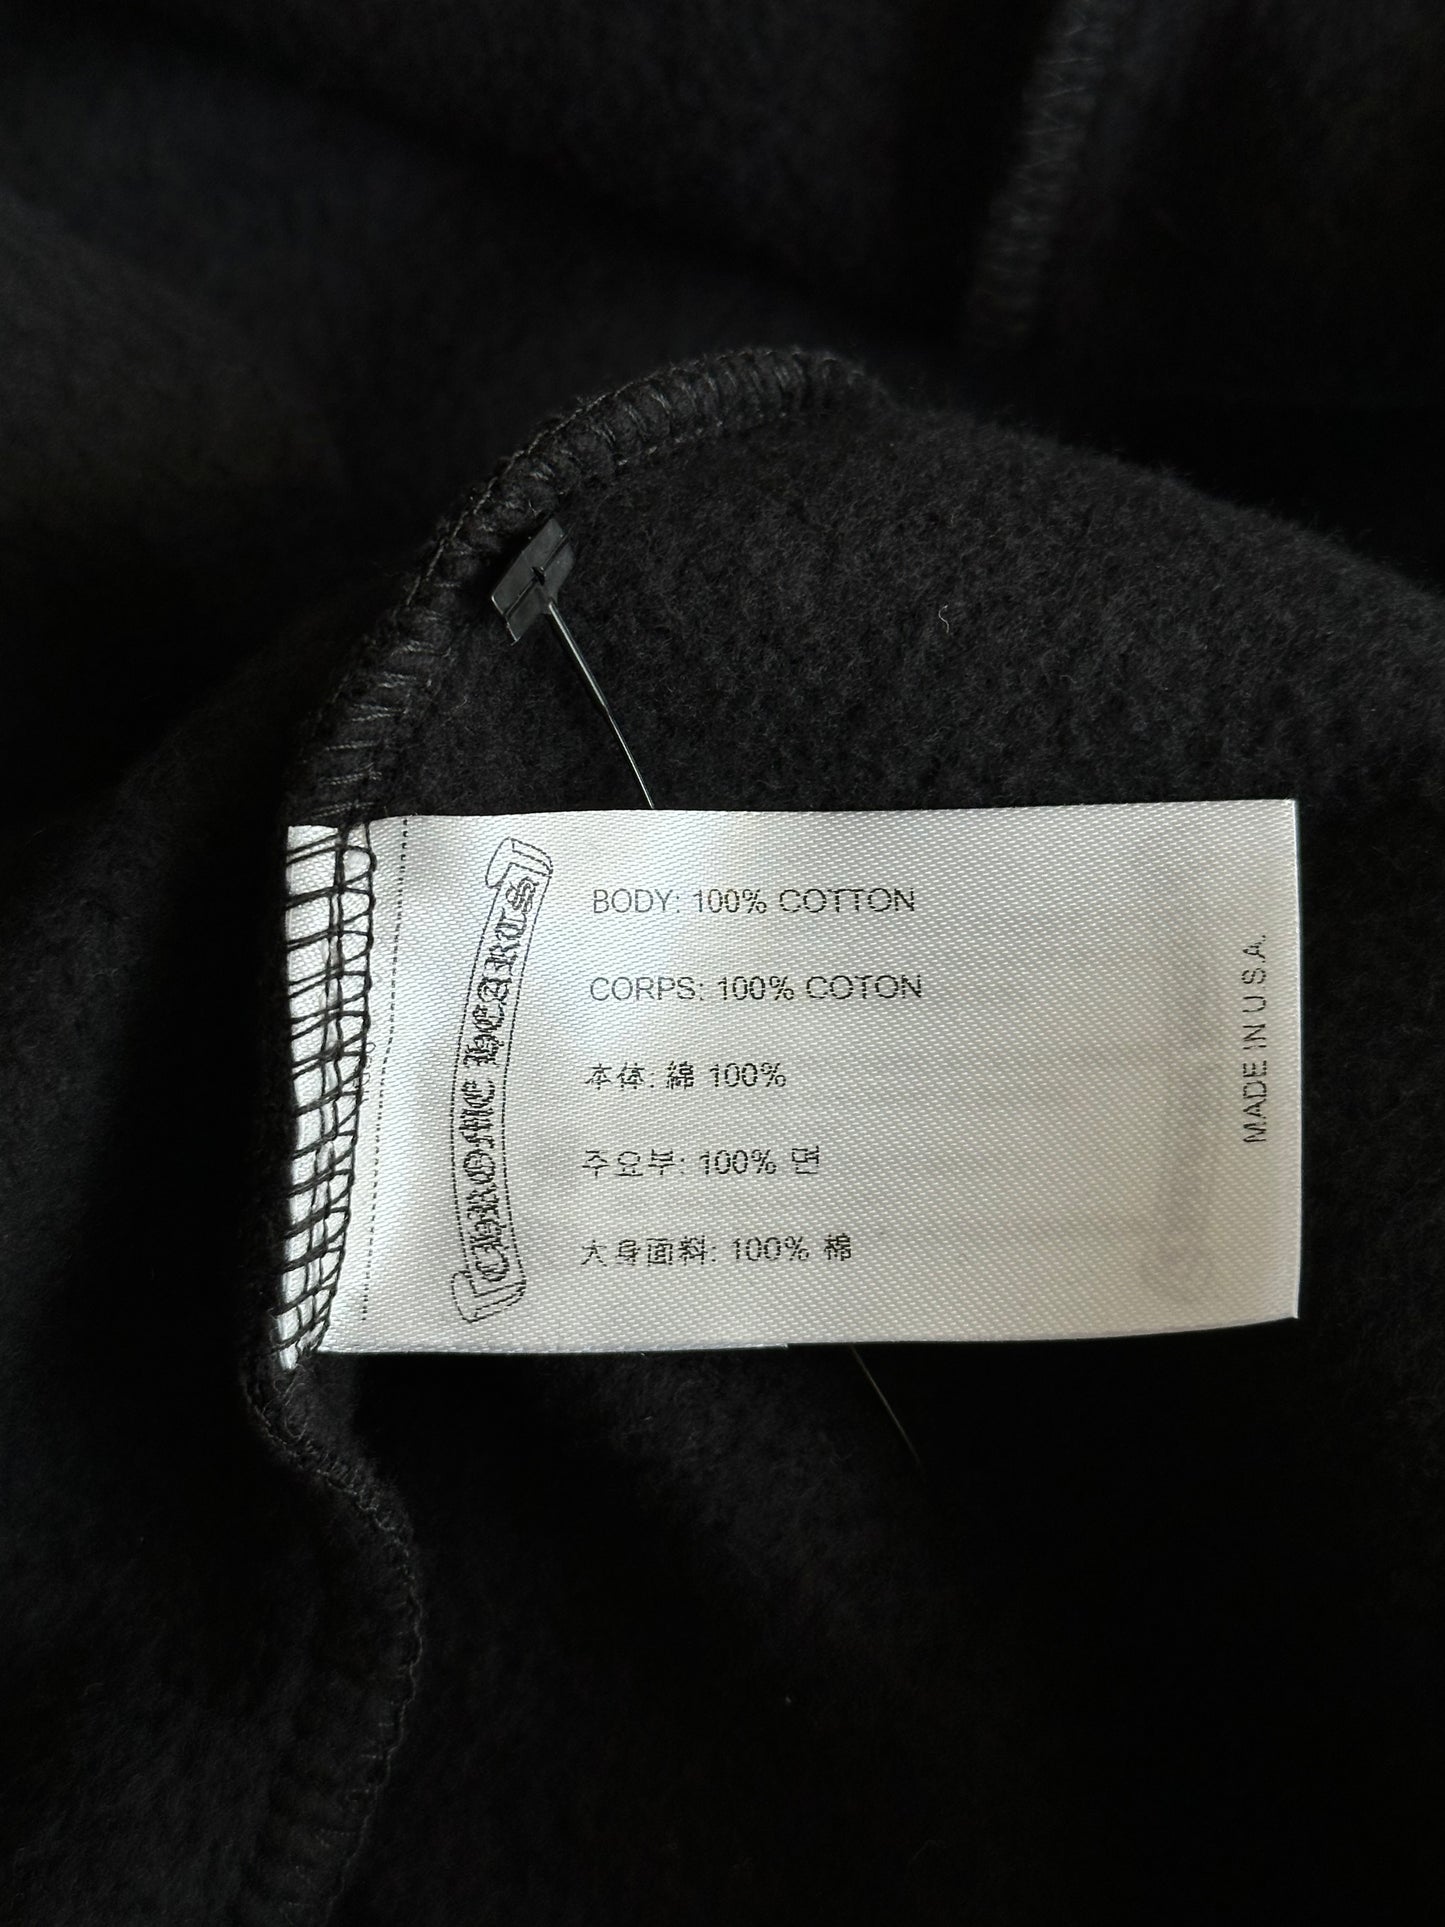 CHROME HEARTS
BODY: 100% COTTON
CORPS: 100% COTON
本体: 綿 100%
주요부: 100% 면
大身面料: 100% 棉
MADE IN U.S.A.